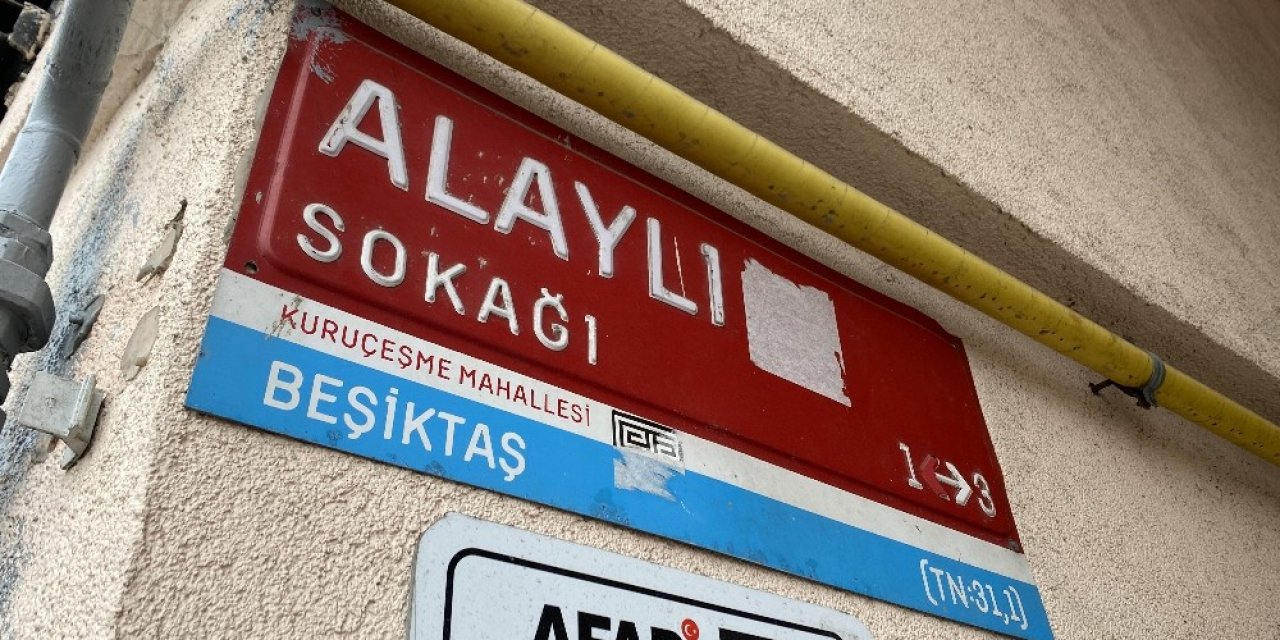 ALAYLI
SOKAĞI
1 ↔ 3
KURUÇEŞME MAHALLESİ
BEŞİKTAŞ
(TN:31,1)